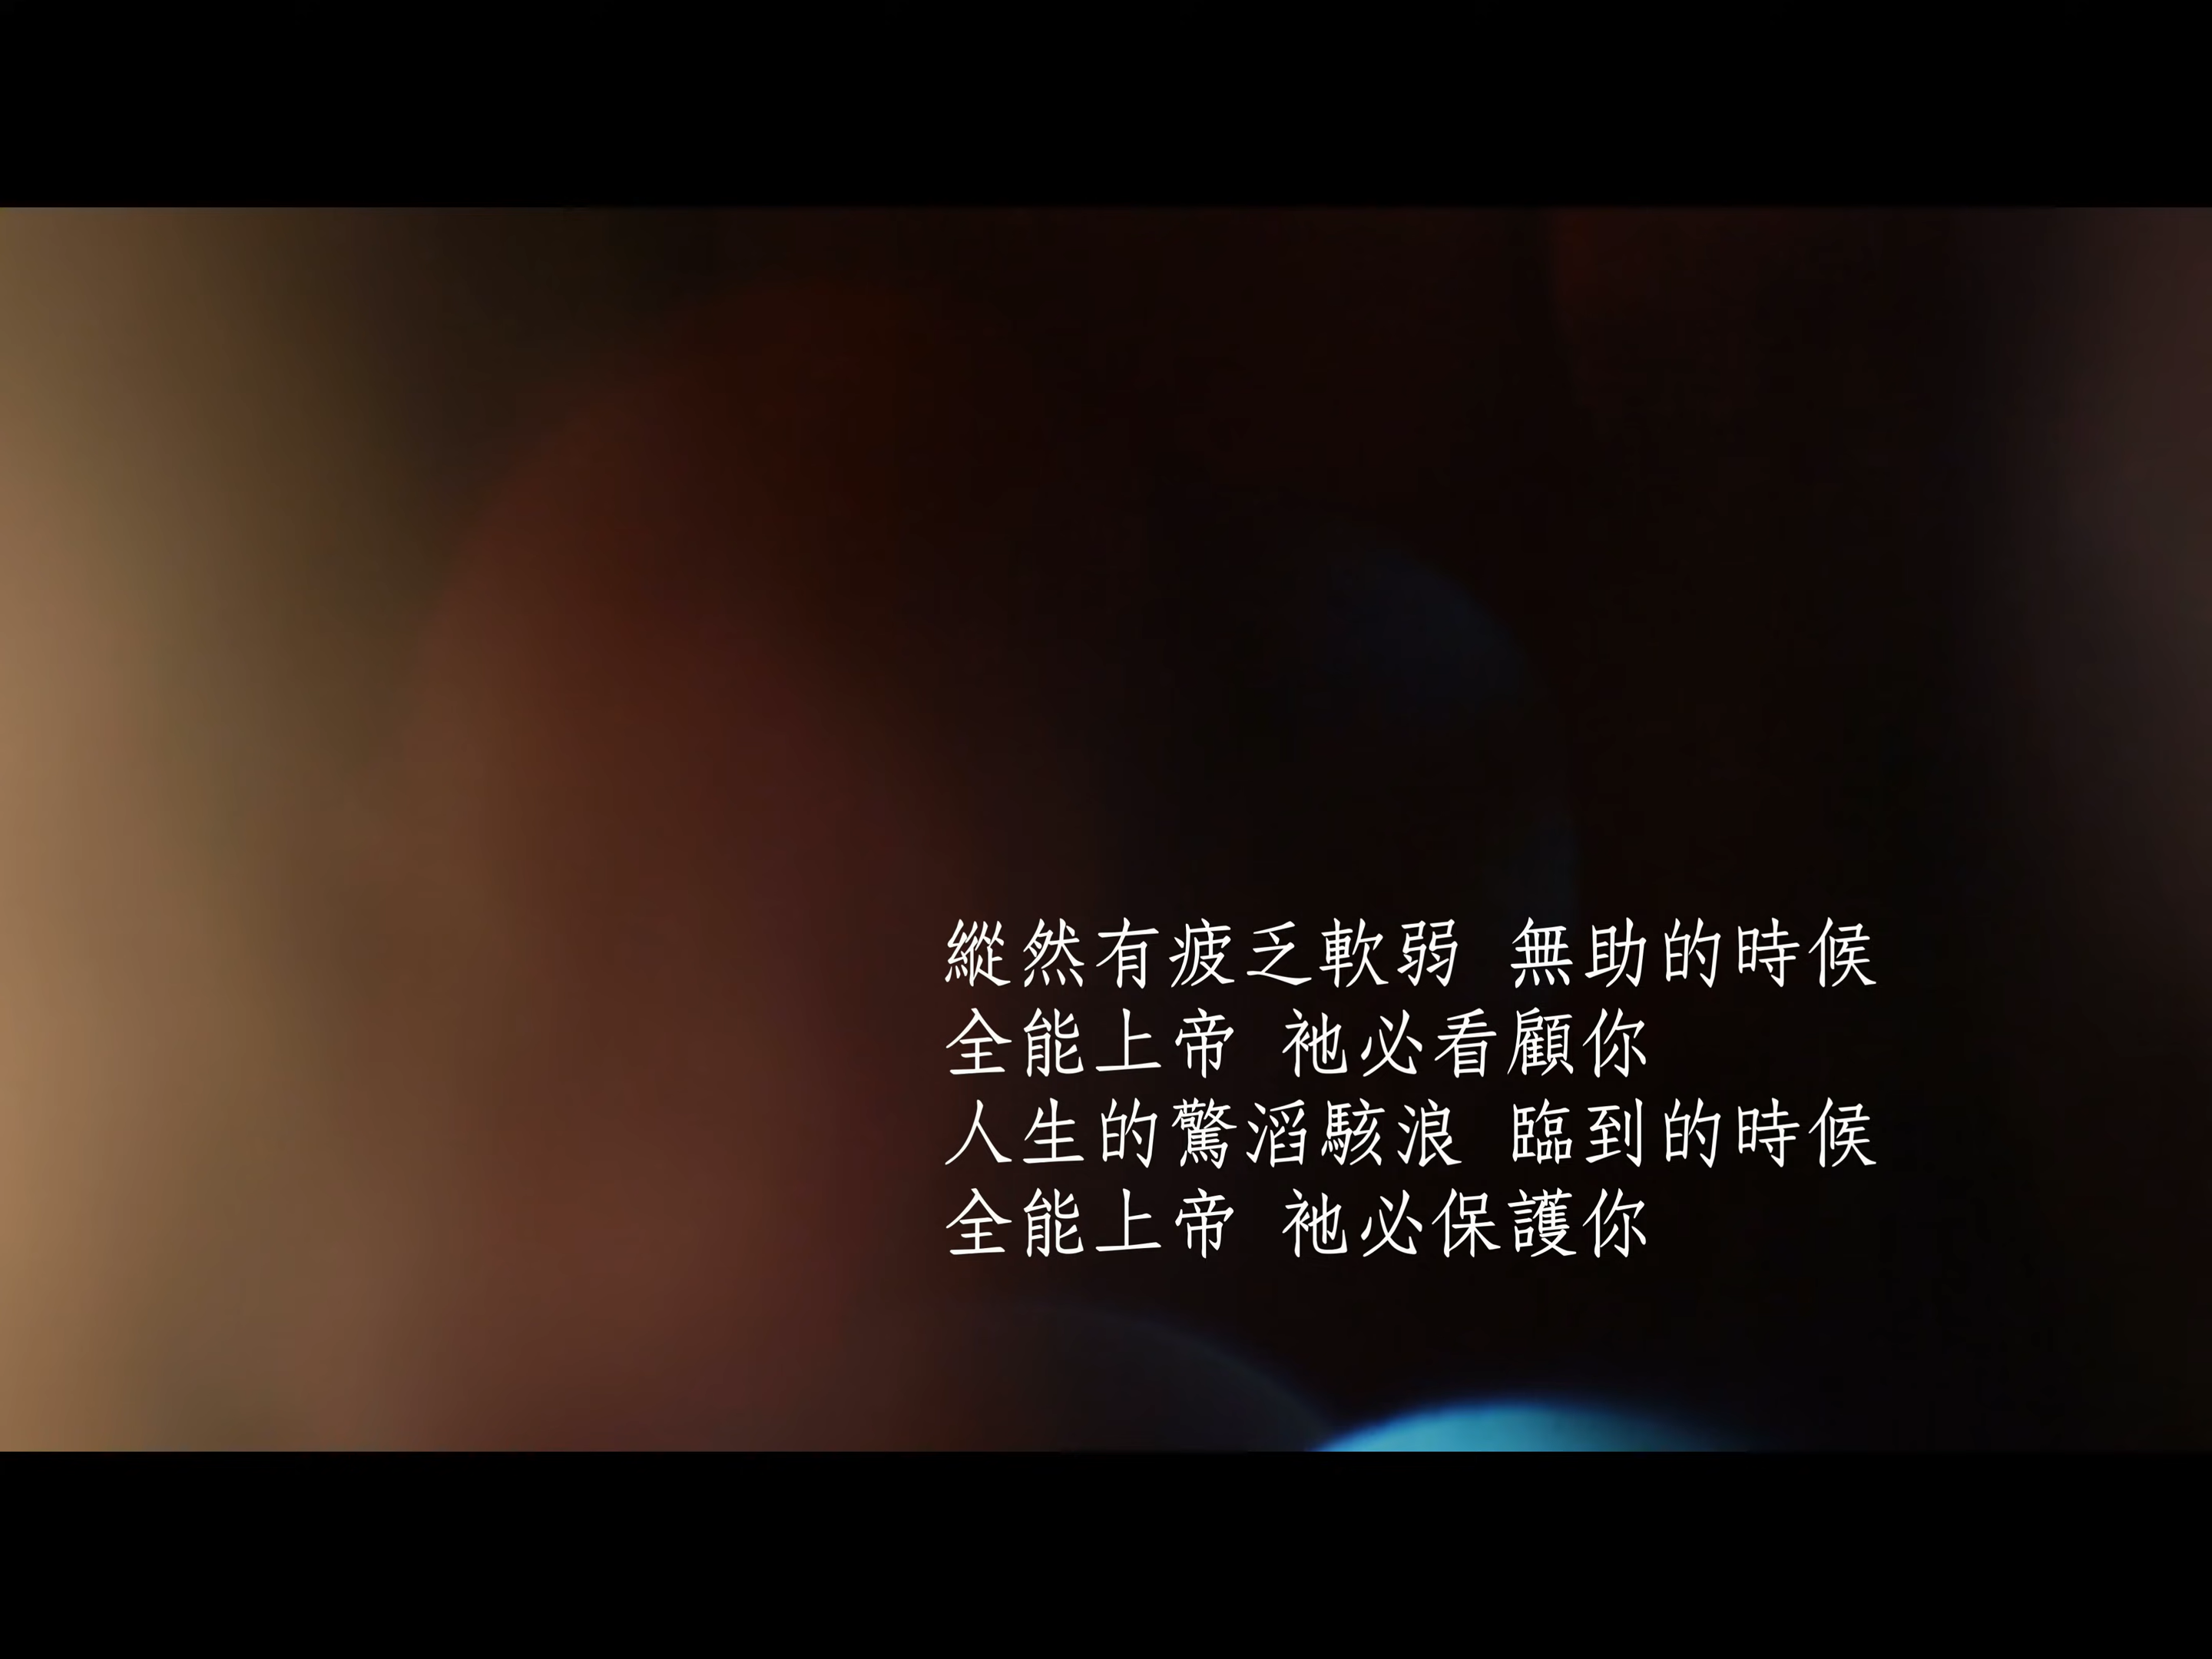 縱然有疲乏軟弱 無助的時候
全能上帝 祂必看顧你
人生的驚滔駭浪 臨到的時候
全能上帝 祂必保護你